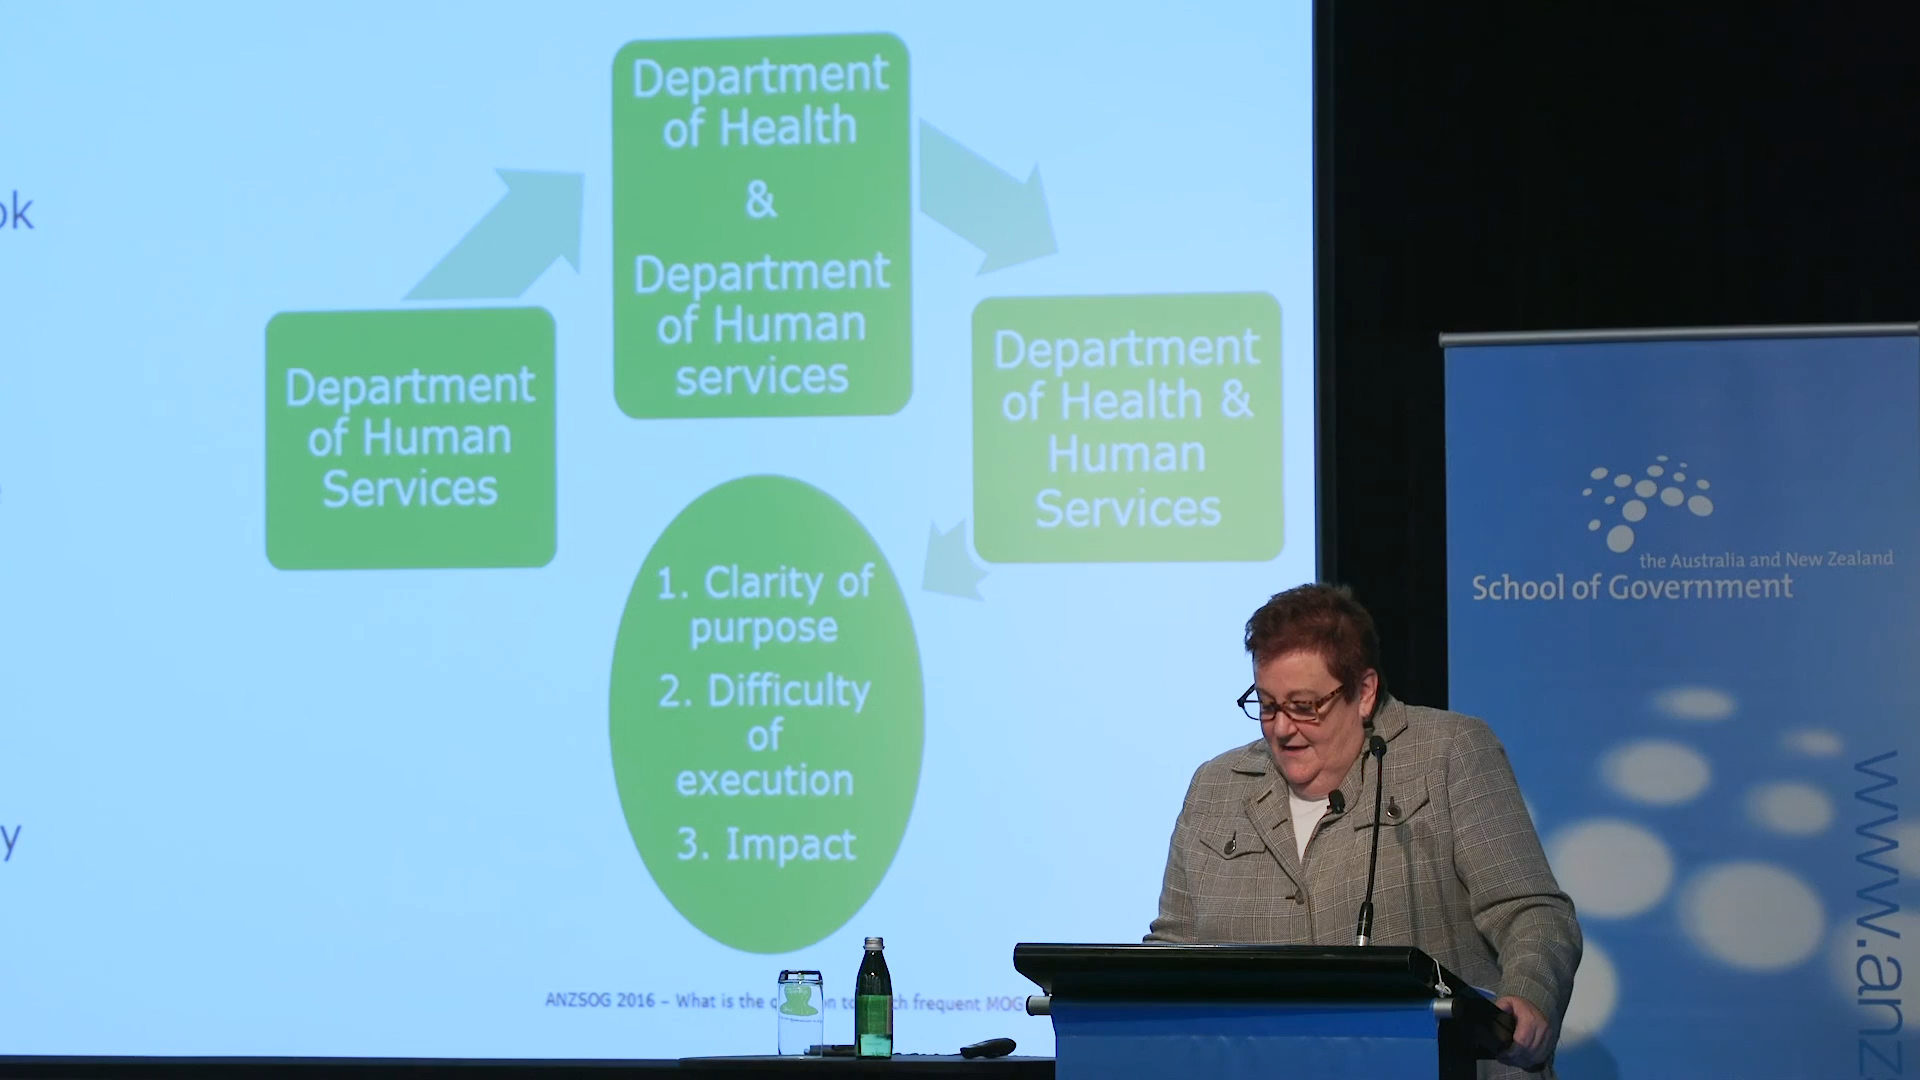 Department
of Health
&
Department
of Human
services
Department
of Human
Services
Department
of Health &
Human
Services
1. Clarity of
purpose
2. Difficulty
of
execution
3. Impact
ANZSOG 2016 – What is the frequent MOG
the Australia and New Zealand
School of Government
www.anz